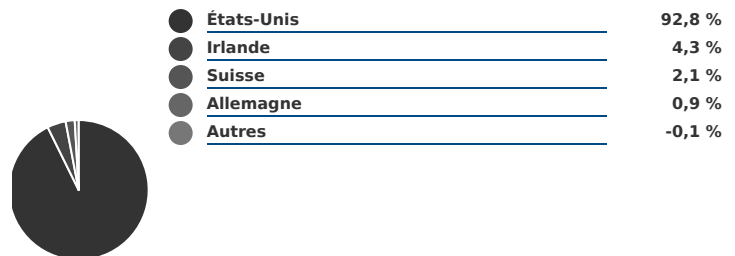 États-Unis 92,8 %
Irlande 4,3 %
Suisse 2,1 %
Allemagne 0,9 %
Autres -0,1 %